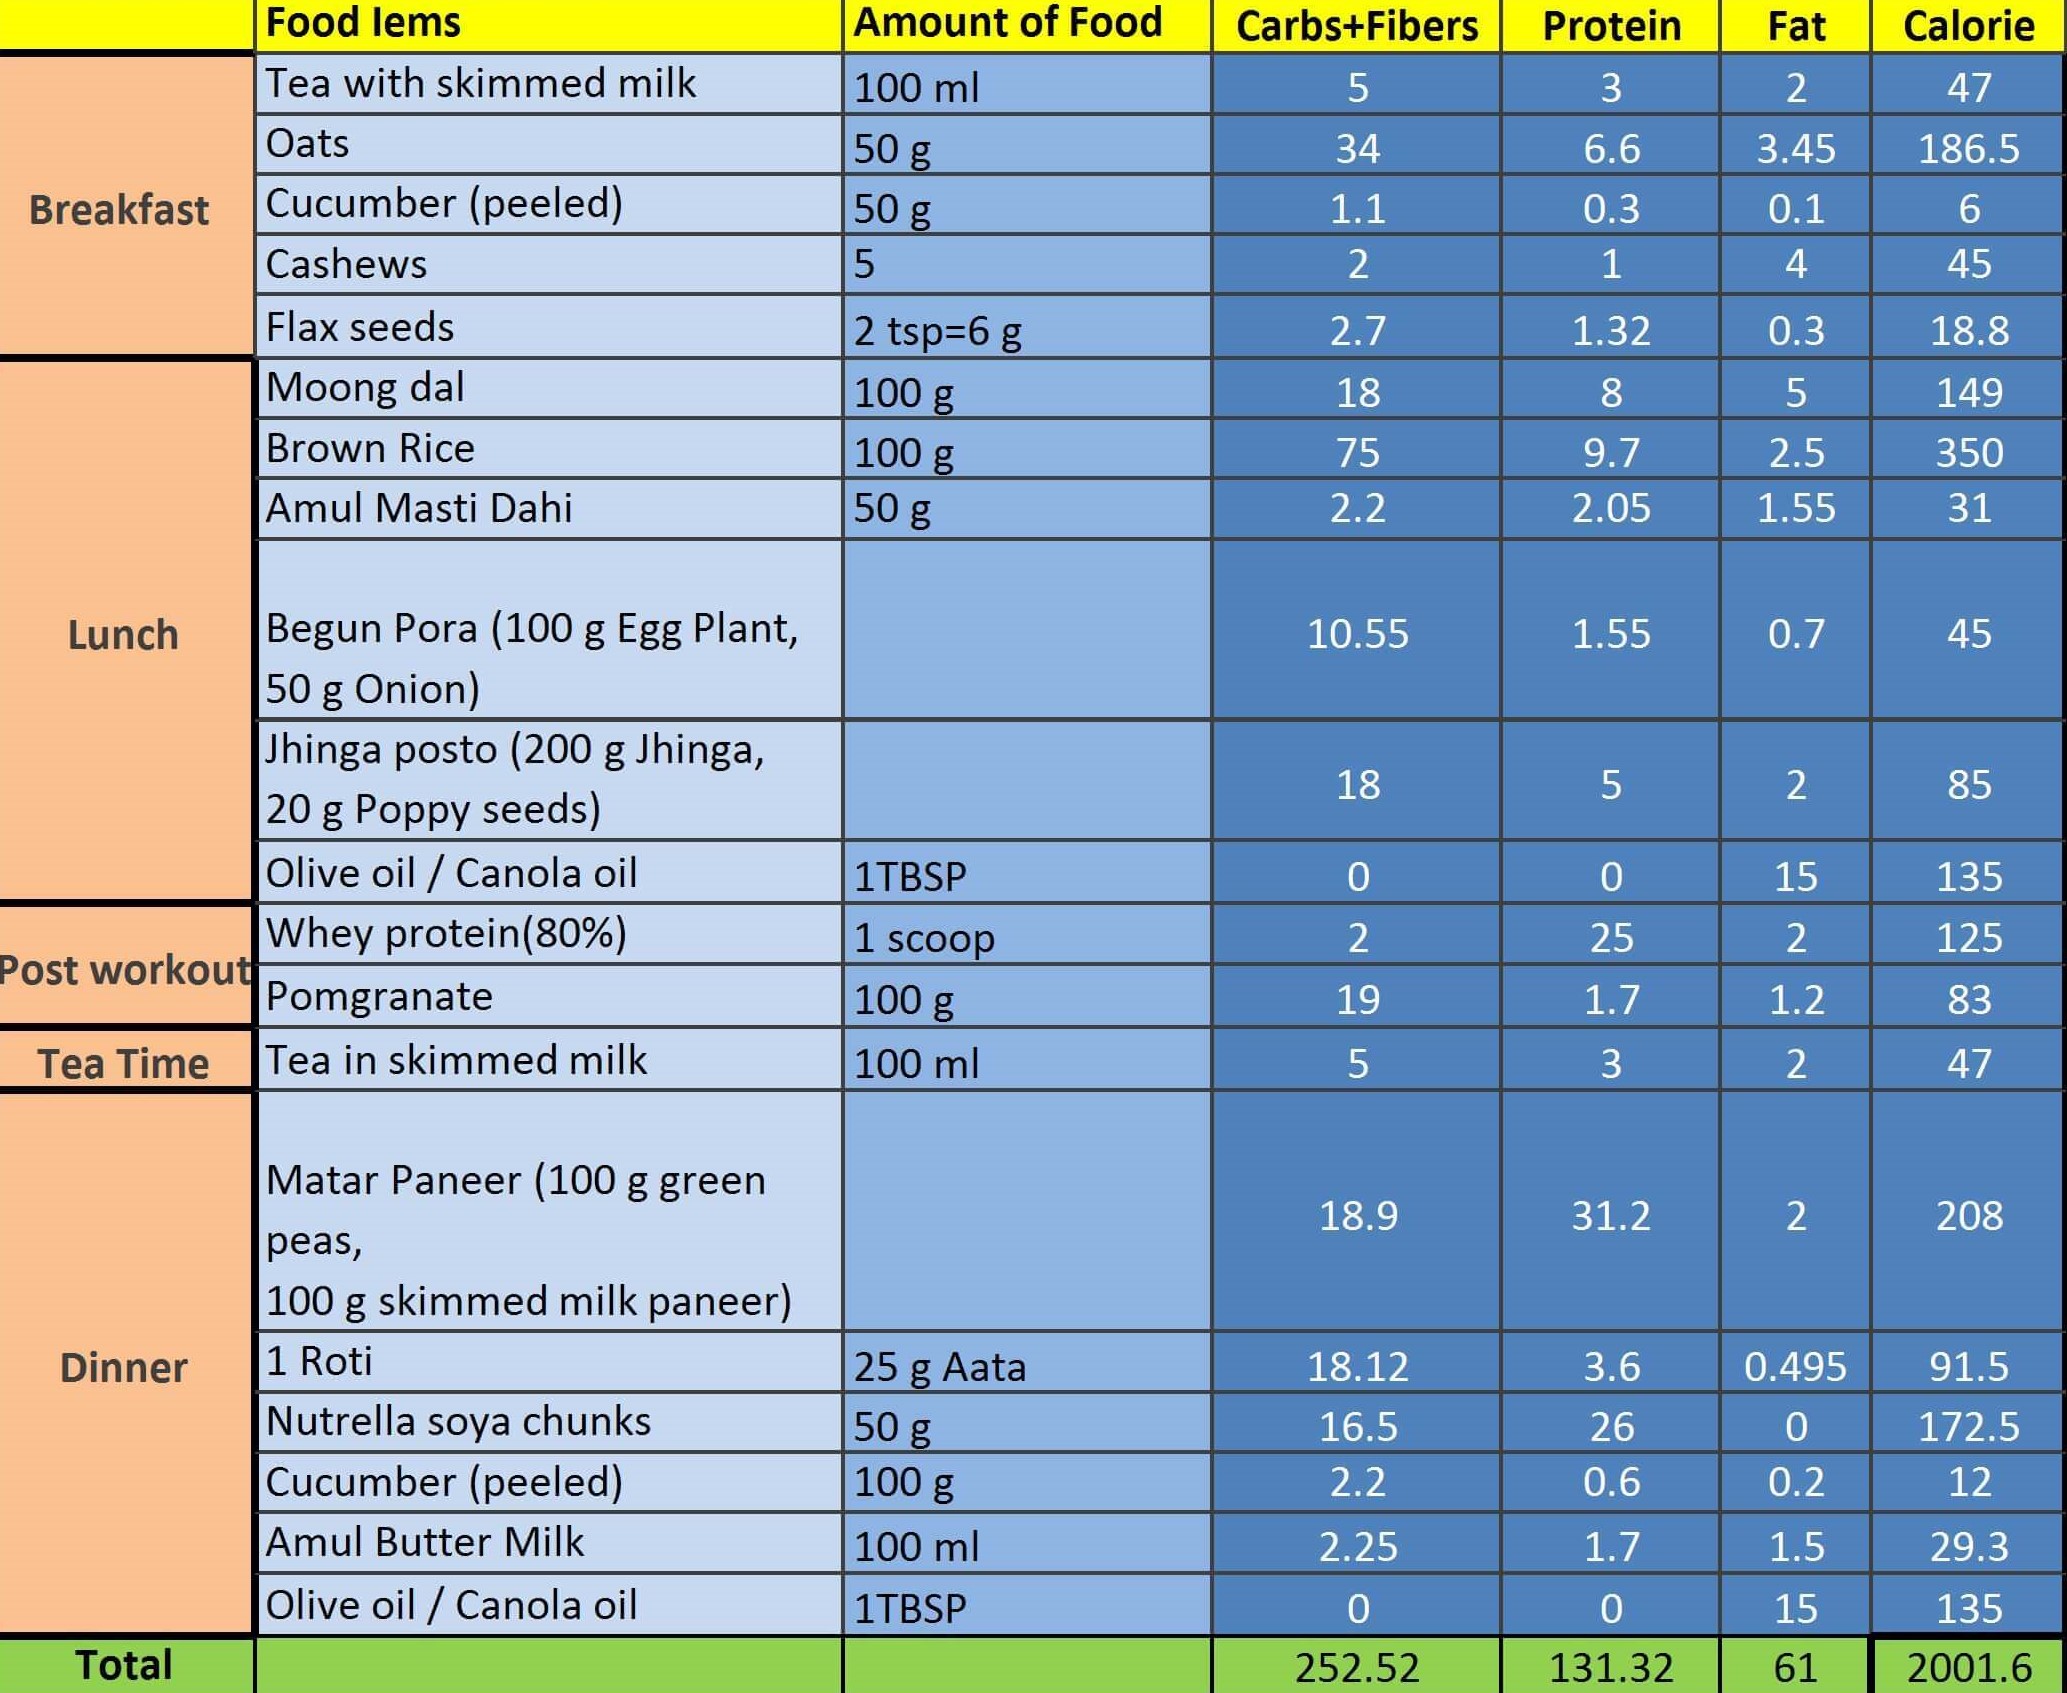 Food Iems Amount of Food Carbs+Fibers Protein Fat Calorie
Breakfast
Tea with skimmed milk 100 ml 5 3 2 47
Oats 50 g 34 6.6 3.45 186.5
Cucumber (peeled) 50 g 1.1 0.3 0.1 6
Cashews 5 2 1 4 45
Flax seeds 2 tsp=6 g 2.7 1.32 0.3 18.8
Lunch
Moong dal 100 g 18 8 5 149
Brown Rice 100 g 75 9.7 2.5 350
Amul Masti Dahi 50 g 2.2 2.05 1.55 31
Begun Pora (100 g Egg Plant,
50 g Onion) 10.55 1.55 0.7 45
Jhinga posto (200 g Jhinga,
20 g Poppy seeds) 18 5 2 85
Olive oil / Canola oil 1TBSP 0 0 15 135
Post workout
Whey protein(80%) 1 scoop 2 25 2 125
Pomgranate 100 g 19 1.7 1.2 83
Tea Time
Tea in skimmed milk 100 ml 5 3 2 47
Dinner
Matar Paneer (100 g green
peas,
100 g skimmed milk paneer) 18.9 31.2 2 208
1 Roti 25 g Aata 18.12 3.6 0.495 91.5
Nutrella soya chunks 50 g 16.5 26 0 172.5
Cucumber (peeled) 100 g 2.2 0.6 0.2 12
Amul Butter Milk 100 ml 2.25 1.7 1.5 29.3
Olive oil / Canola oil 1TBSP 0 0 15 135
Total 252.52 131.32 61 2001.6